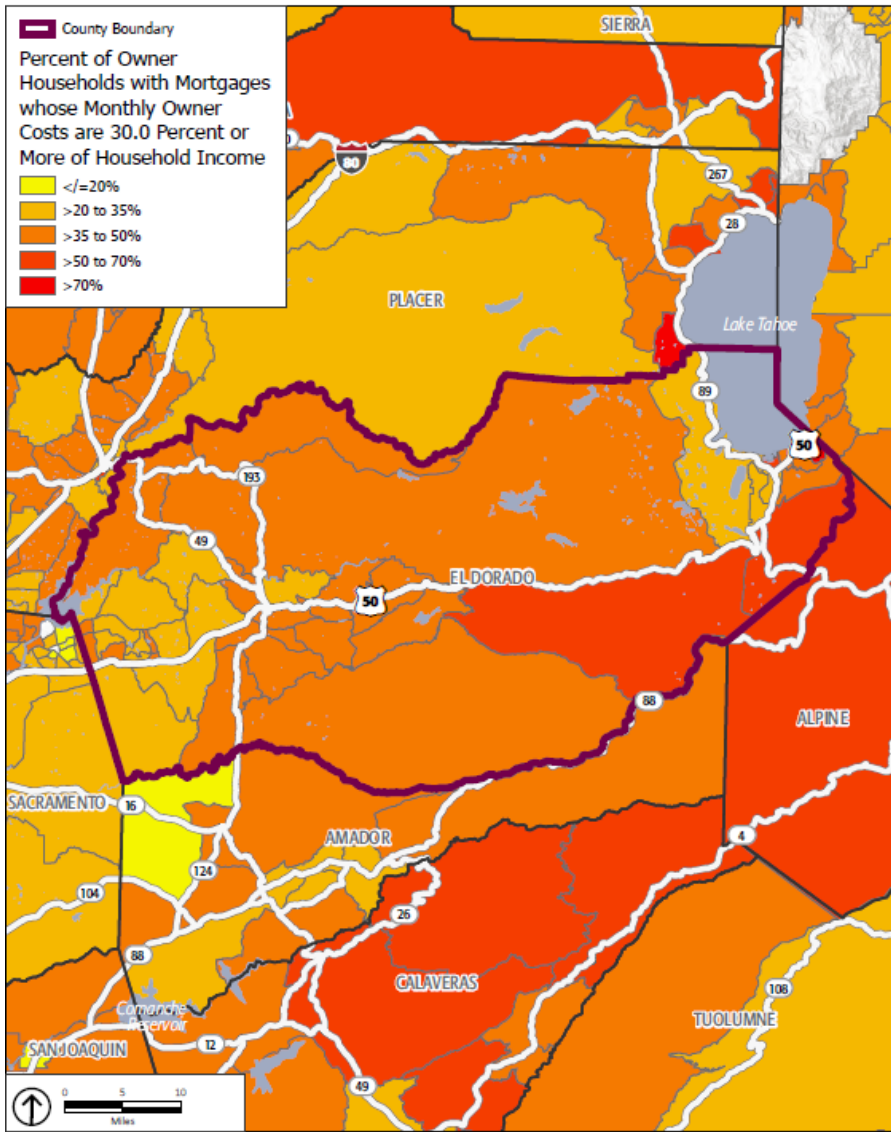 County Boundary
Percent of Owner
Households with Mortgages
whose Monthly Owner
Costs are 30.0 Percent or
More of Household Income
</=20%
>20 to 35%
>35 to 50%
>50 to 70%
>70%
SIERRA
80
267
28
PLACER
Lake Tahoe
89
50
193
49
EL DORADO
50
88
ALPINE
SACRAMENTO
16
AMADOR
4
124
104
26
88
CALAVERAS
108
Comanche
Reservoir
TUOLUMNE
12
SAN JOAQUIN
49
0 5 10
Miles